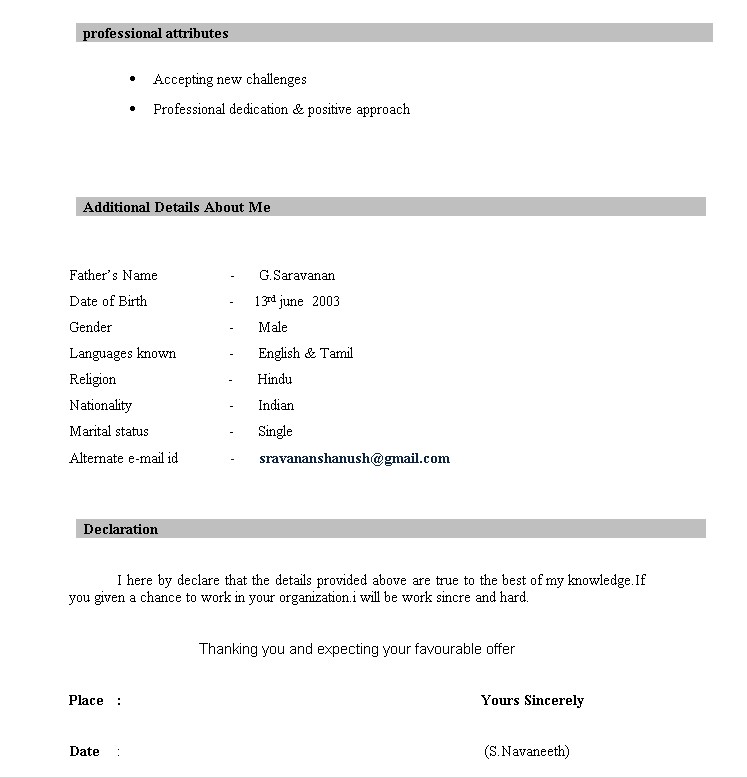 professional attributes
• Accepting new challenges
• Professional dedication & positive approach
Additional Details About Me
Father's Name - G.Saravanan
Date of Birth - 13rd june 2003
Gender - Male
Languages known - English & Tamil
Religion - Hindu
Nationality - Indian
Marital status - Single
Alternate e-mail id - sravananshanush@gmail.com
Declaration
I here by declare that the details provided above are true to the best of my knowledge.If
you given a chance to work in your organization.i will be work sincre and hard.
Thanking you and expecting your favourable offer
Place : Yours Sincerely
Date : (S.Navaneeth)